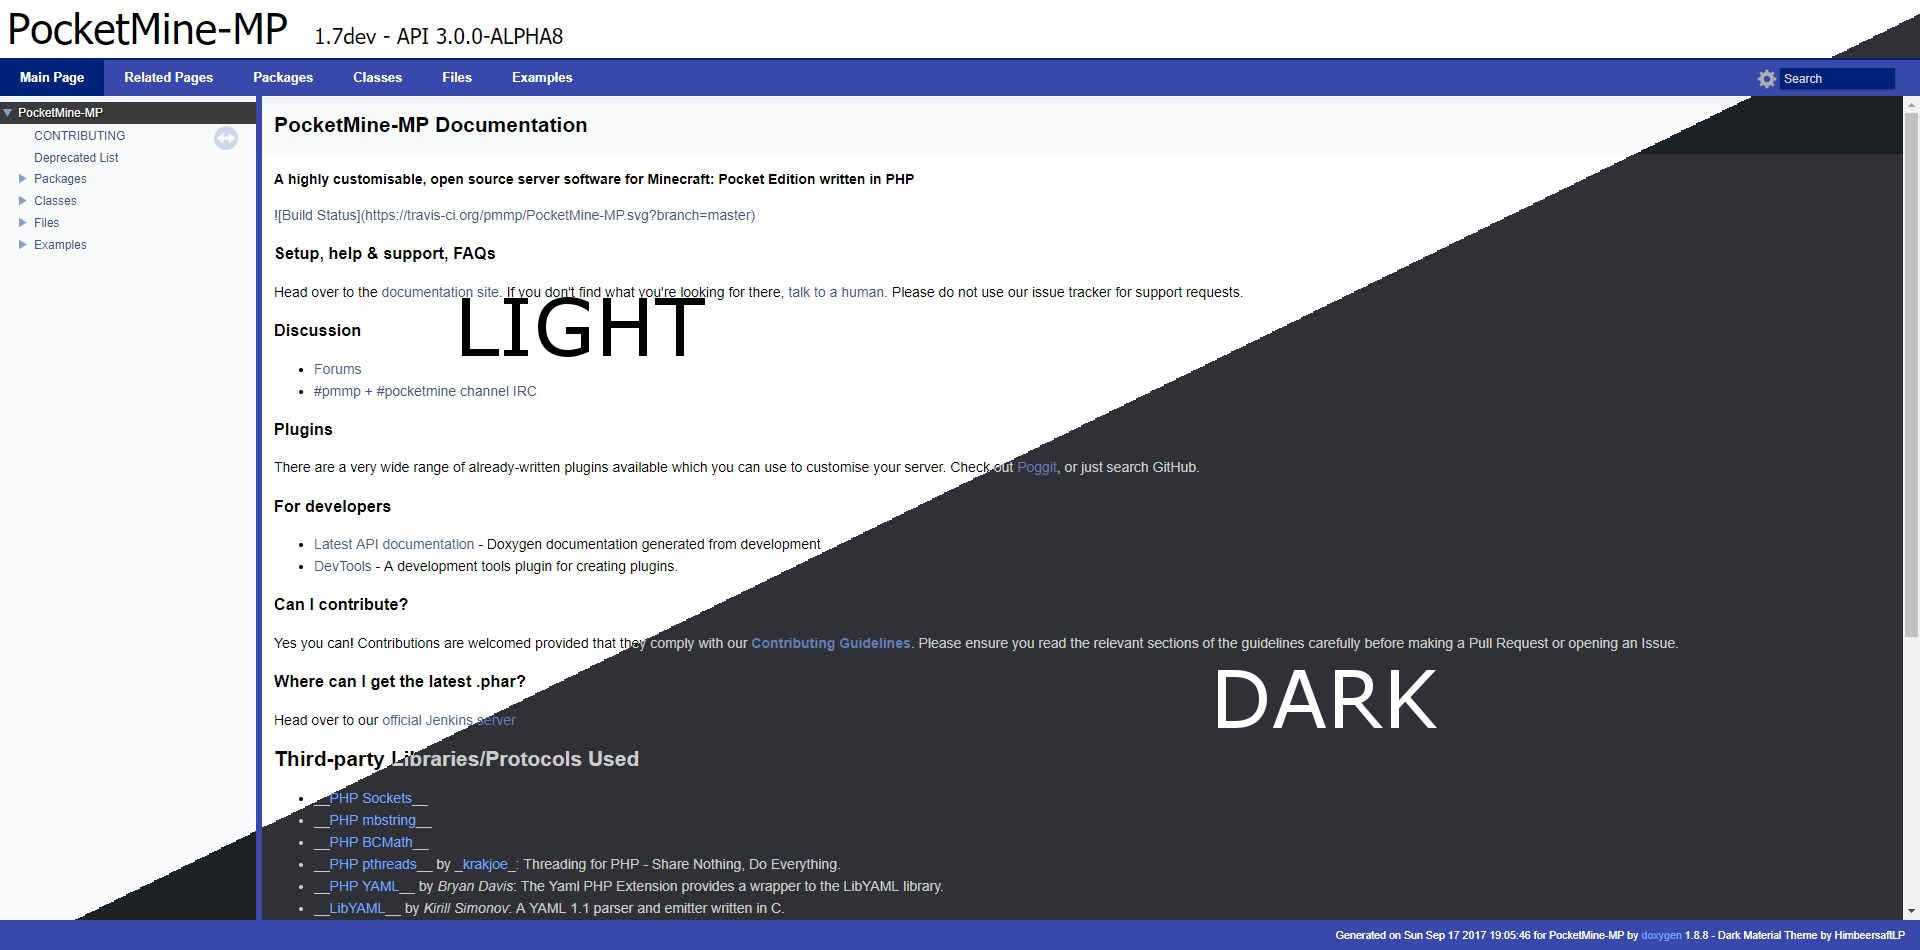 PocketMine-MP 1.7dev - API 3.0.0-ALPHA8
Main Page Related Pages Packages Classes Files Examples Search
PocketMine-MP
CONTRIBUTING
Deprecated List
Packages
Classes
Files
Examples
PocketMine-MP Documentation
A highly customisable, open source server software for Minecraft: Pocket Edition written in PHP
![Build Status](https://travis-ci.org/pmmp/PocketMine-MP.svg?branch=master)
Setup, help & support, FAQs
Head over to the documentation site. If you don't find what you're looking for there, talk to a human. Please do not use our issue tracker for support requests.
LIGHT
Discussion
• Forums
• #pmmp + #pocketmine channel IRC
Plugins
There are a very wide range of already-written plugins available which you can use to customise your server. Check out Poggit, or just search GitHub.
For developers
• Latest API documentation - Doxygen documentation generated from development
• DevTools - A development tools plugin for creating plugins.
Can I contribute?
Yes you can! Contributions are welcomed provided that they comply with our Contributing Guidelines. Please ensure you read the relevant sections of the guidelines carefully before making a Pull Request or opening an Issue.
Where can I get the latest .phar?
DARK
Head over to our official Jenkins server
Third-party Libraries/Protocols Used
• __PHP Sockets__
• __PHP mbstring__
• __PHP BCMath__
• __PHP pthreads__ by _krakjoe_: Threading for PHP - Share Nothing, Do Everything.
• __PHP YAML__ by Bryan Davis: The Yaml PHP Extension provides a wrapper to the LibYAML library.
• __LibYAML__ by Kirill Simonov: A YAML 1.1 parser and emitter written in C.
Generated on Sun Sep 17 2017 19:05:46 for PocketMine-MP by doxygen 1.8.8 - Dark Material Theme by HimbeersaftLP